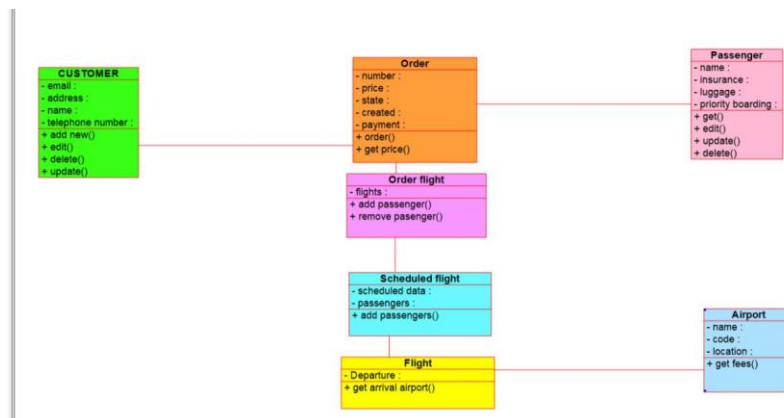 CUSTOMER
- email :
- address :
- name :
- telephone number :
+ add new()
+ edit()
+ delete()
+ update()
Order
- number :
- price :
- state :
- created :
- payment :
+ order()
+ get price()
Passenger
- name :
- insurance :
- luggage :
- priority boarding :
+ get()
+ edit()
+ update()
+ delete()
Order flight
- flights :
+ add passenger()
+ remove pasenger()
Scheduled flight
- scheduled data :
- passengers :
+ add passengers()
Flight
- Departure :
+ get arrival airport()
Airport
- name :
- code :
- location :
+ get fees()